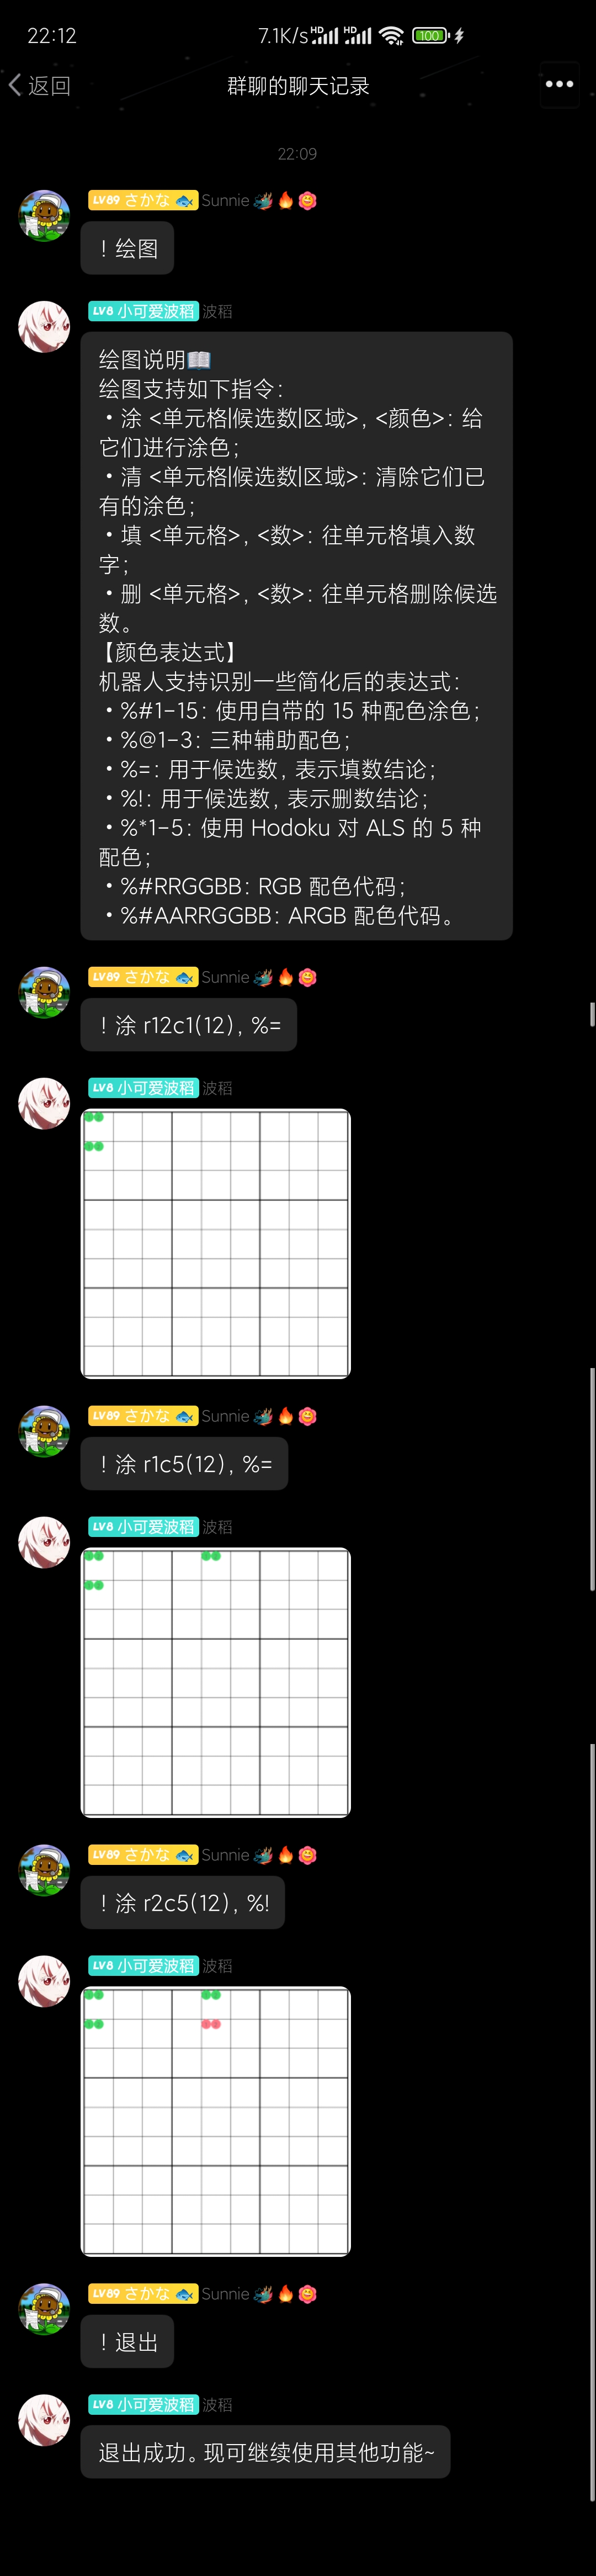 22:12
7.1K/s HD HD 100
返回
群聊的聊天记录
22:09
LV89 さかな Sunnie
！绘图
LV8 小可爱波稻 波稻
绘图说明
绘图支持如下指令：
・涂 <单元格|候选数|区域>, <颜色>: 给
它们进行涂色；
・清 <单元格|候选数|区域>: 清除它们已
有的涂色；
・填 <单元格>, <数>: 往单元格填入数
字；
・删 <单元格>, <数>: 往单元格删除候选
数。
【颜色表达式】
机器人支持识别一些简化后的表达式：
・%#1-15: 使用自带的 15 种配色涂色；
・%@1-3: 三种辅助配色；
・%=: 用于候选数, 表示填数结论；
・%!: 用于候选数, 表示删数结论；
・%*1-5: 使用 Hodoku 对 ALS 的 5 种
配色；
・%#RRGGBB: RGB 配色代码；
・%#AARRGGBB: ARGB 配色代码。
LV89 さかな Sunnie
！涂 r12c1(12), %=
LV8 小可爱波稻 波稻
LV89 さかな Sunnie
！涂 r1c5(12), %=
LV8 小可爱波稻 波稻
LV89 さかな Sunnie
！涂 r2c5(12), %!
LV8 小可爱波稻 波稻
LV89 さかな Sunnie
！退出
LV8 小可爱波稻 波稻
退出成功。现可继续使用其他功能~